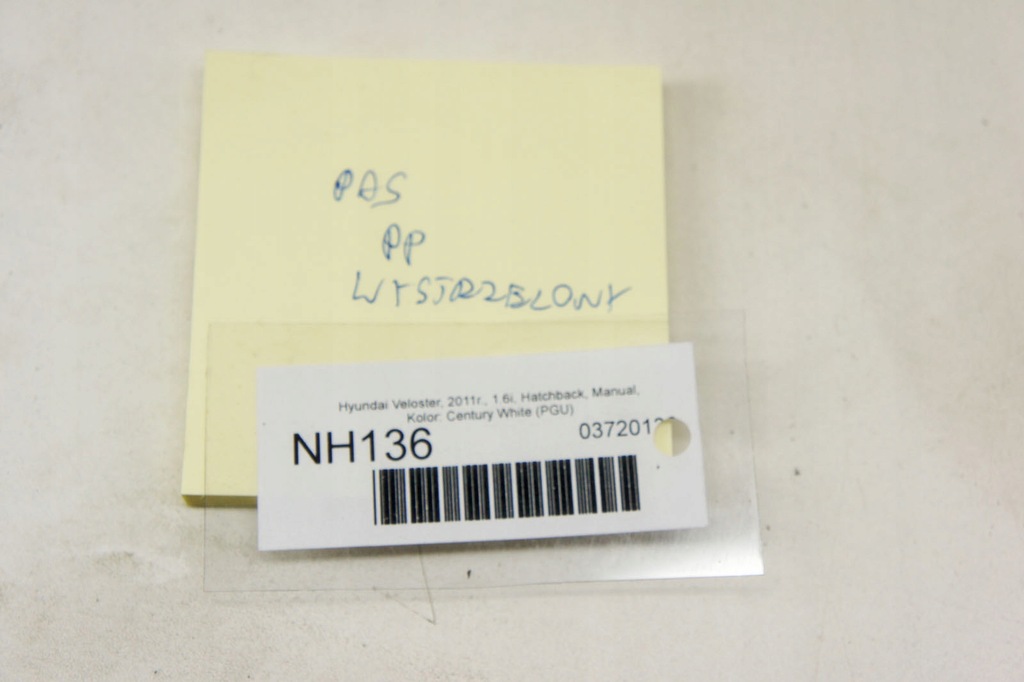 PAS
PP
WYSTRZELONY
Hyundai Veloster, 2011r., 1.6i, Hatchback, Manual,
Kolor: Century White (PGU)
NH136